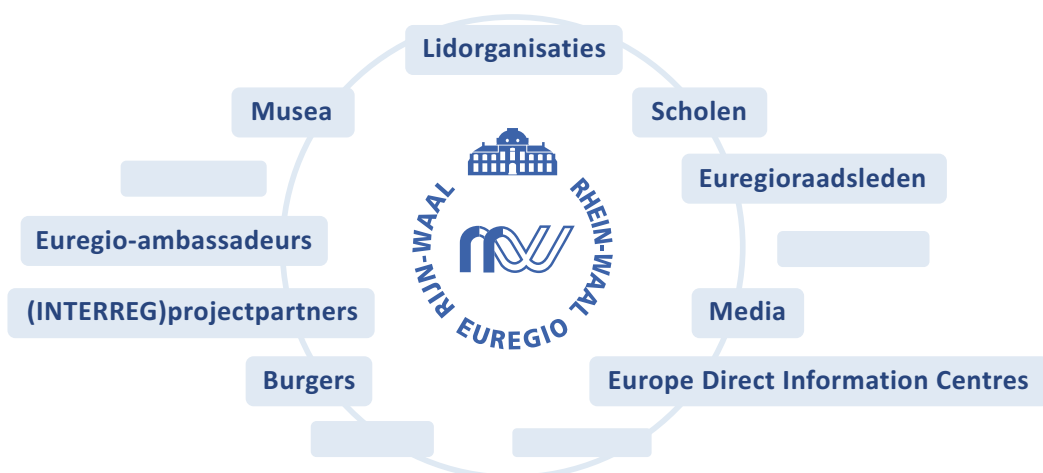 Lidorganisaties
Musea
Scholen
Euregioraadsleden
Euregio-ambassadeurs
(INTERREG)projectpartners
Media
Burgers
Europe Direct Information Centres
RIJN-WAAL
EUREGIO
RHEIN-WAAL